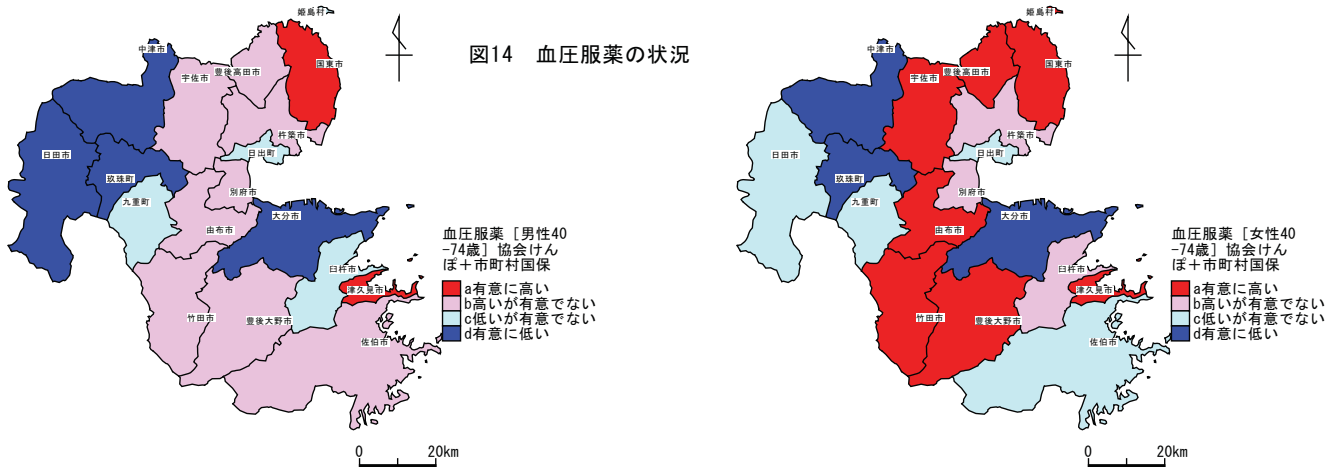 図14 血圧服薬の状況
姫島村
中津市
国東市
豊後高田市
宇佐市
杵築市
日出町
日田市
玖珠町
別府市
九重町
大分市
由布市
臼杵市
津久見市
竹田市
豊後大野市
佐伯市
血圧服薬 [男性40
-74歳] 協会けん
ぽ+市町村国保
a有意に高い
b高いが有意でない
c低いが有意でない
d有意に低い
0 20km
姫島村
中津市
国東市
豊後高田市
宇佐市
杵築市
日出町
日田市
玖珠町
別府市
九重町
大分市
由布市
臼杵市
津久見市
竹田市
豊後大野市
佐伯市
血圧服薬 [女性40
-74歳] 協会けん
ぽ+市町村国保
a有意に高い
b高いが有意でない
c低いが有意でない
d有意に低い
0 20km